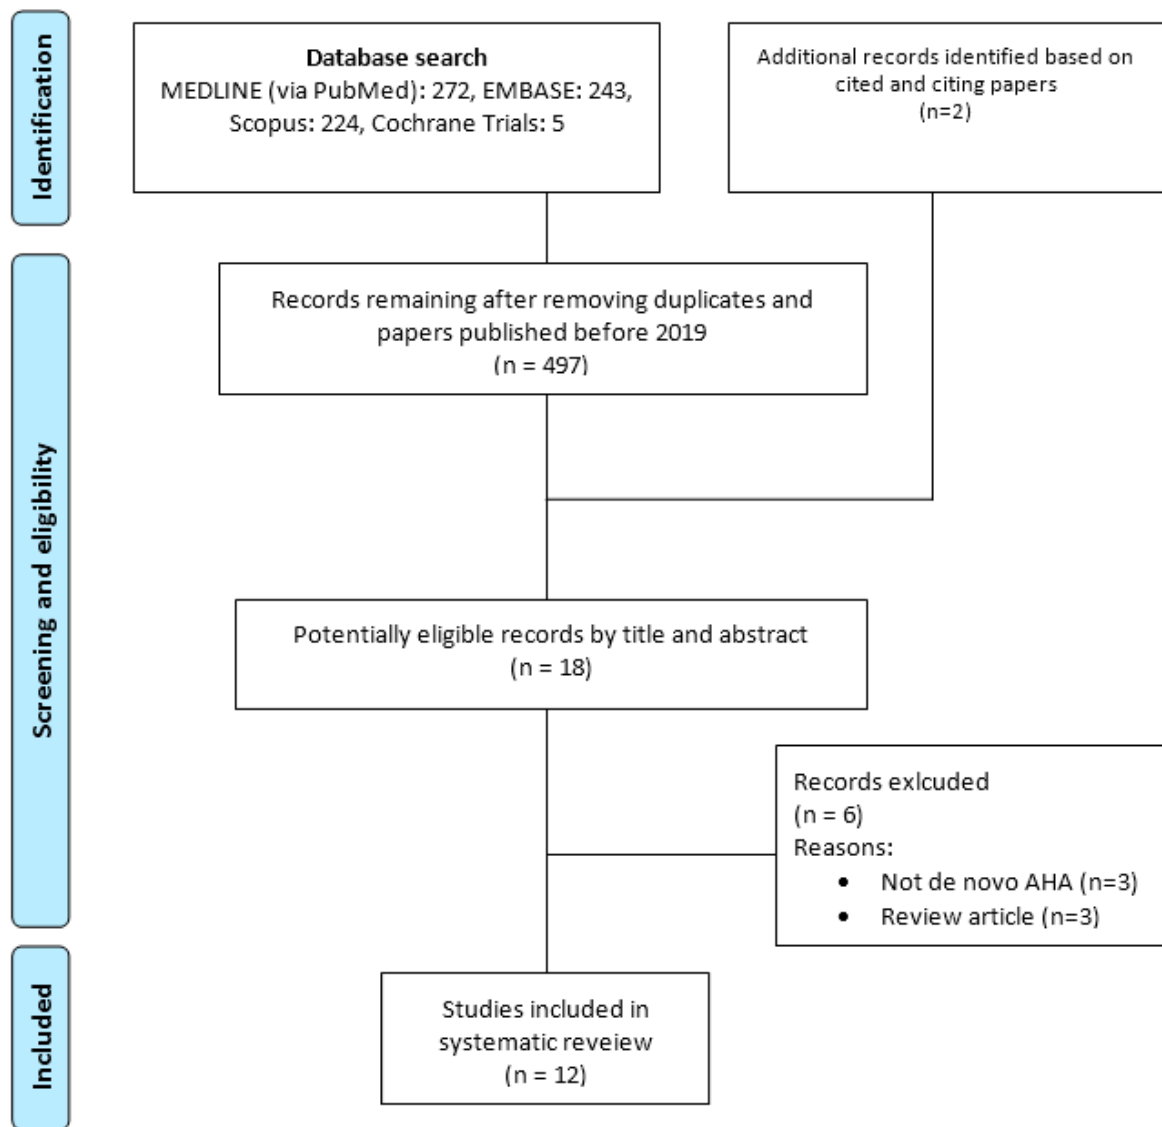 Identification
Database search
MEDLINE (via PubMed): 272, EMBASE: 243,
Scopus: 224, Cochrane Trials: 5
Additional records identified based on
cited and citing papers
(n=2)
Screening and eligibility
Records remaining after removing duplicates and
papers published before 2019
(n = 497)
Potentially eligible records by title and abstract
(n = 18)
Records exlcuded
(n = 6)
Reasons:
• Not de novo AHA (n=3)
• Review article (n=3)
Included
Studies included in
systematic reveiew
(n = 12)